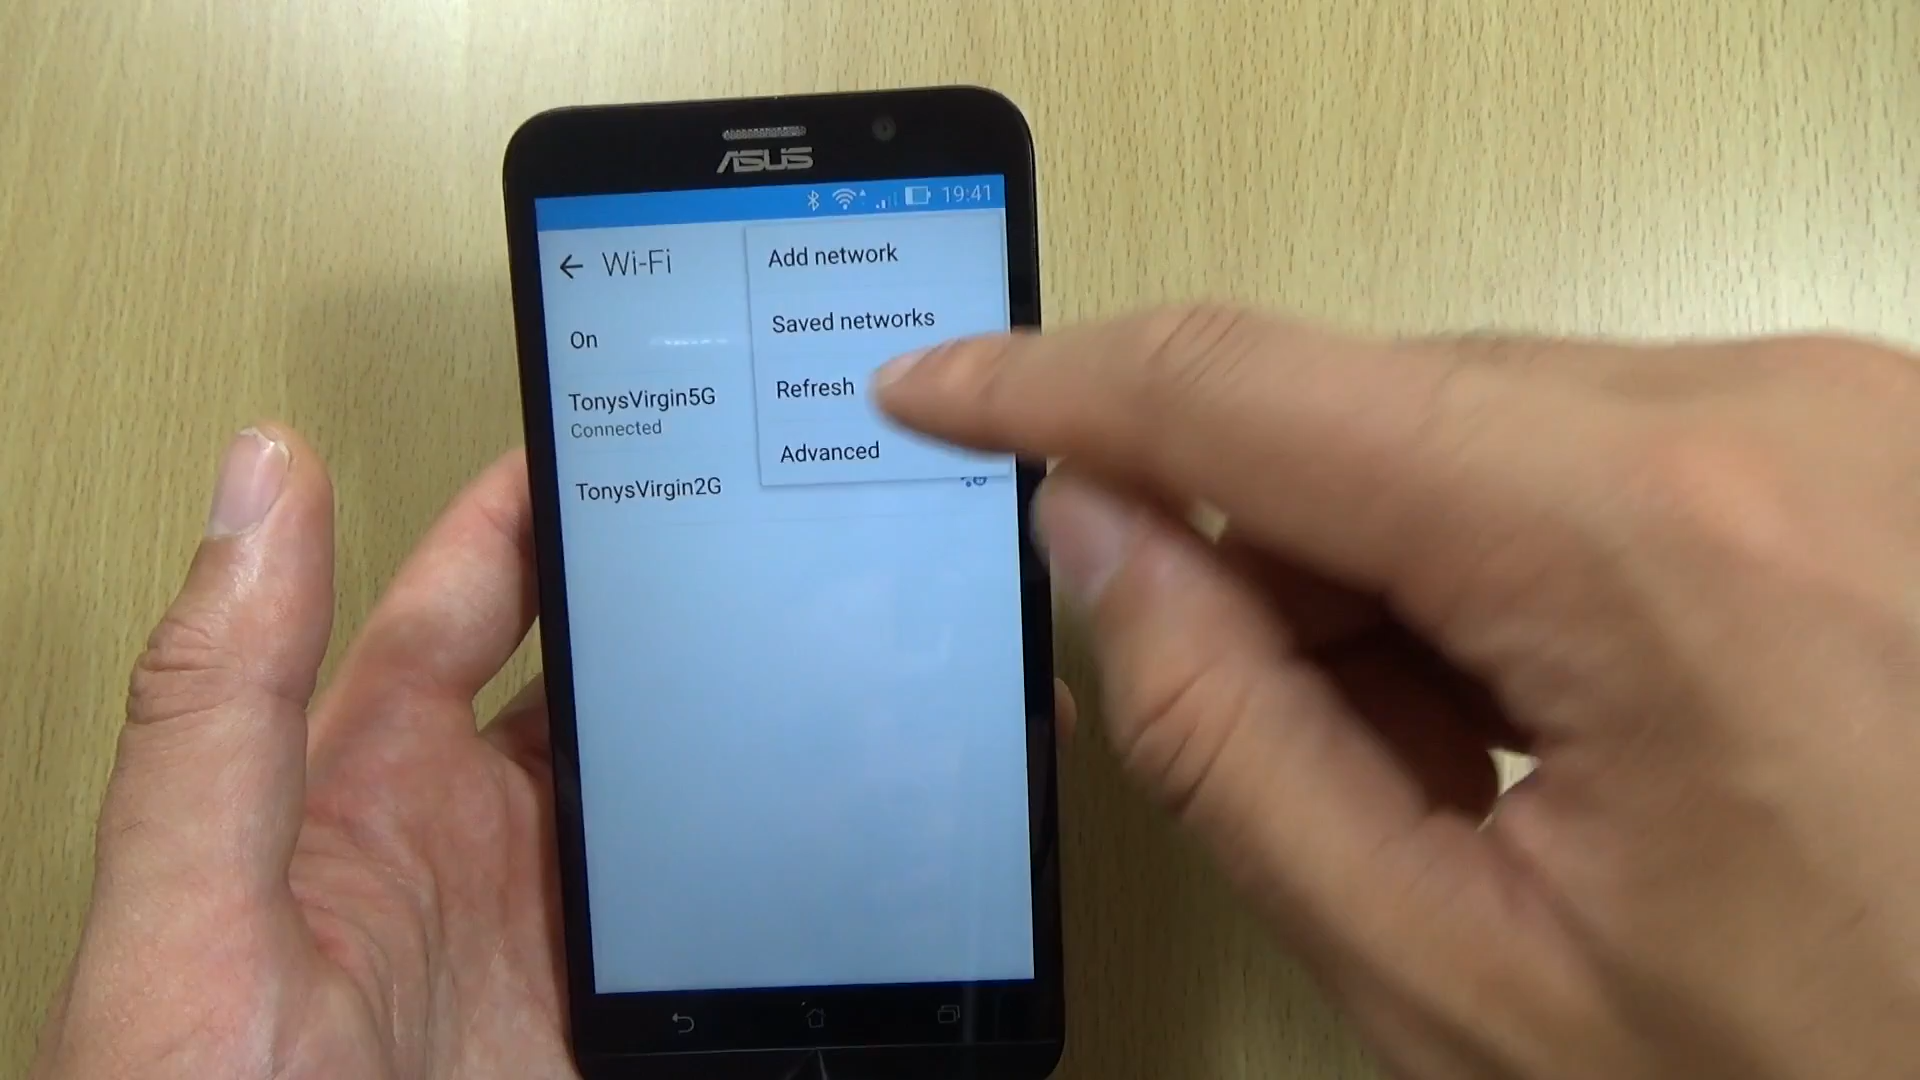 ASUS
19:41
Wi-Fi
Add network
Saved networks
On
Refresh
TonysVirgin5G
Connected
Advanced
TonysVirgin2G